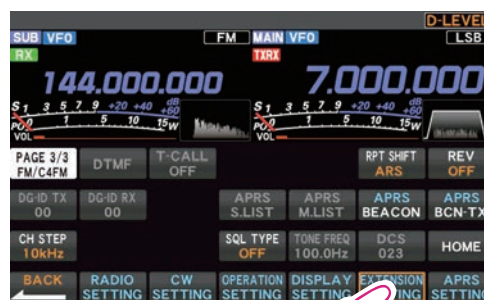 D-LEVEL
SUB VFO FM MAIN VFO LSB
RX TXRX
144.000.000 7.000.000
S 1 3 5 7 9 +20 +40 +60 dB S 1 3 5 7 9 +20 +40 +60 dB
PO 0 1 5 10 15W PO 0 1 5 10 15W
VOL VOL
PAGE 3/3 DTMF T-CALL RPT SHIFT REV
FM/C4FM OFF ARS OFF
DG-ID TX DG-ID RX APRS APRS APRS APRS
00 00 S.LIST M.LIST BEACON BCN-TX
CH STEP SQL TYPE TONE FREQ DCS HOME
10kHz OFF 100.0Hz 023
BACK RADIO CW OPERATION DISPLAY EXTENSION APRS
SETTING SETTING SETTING SETTING SETTING